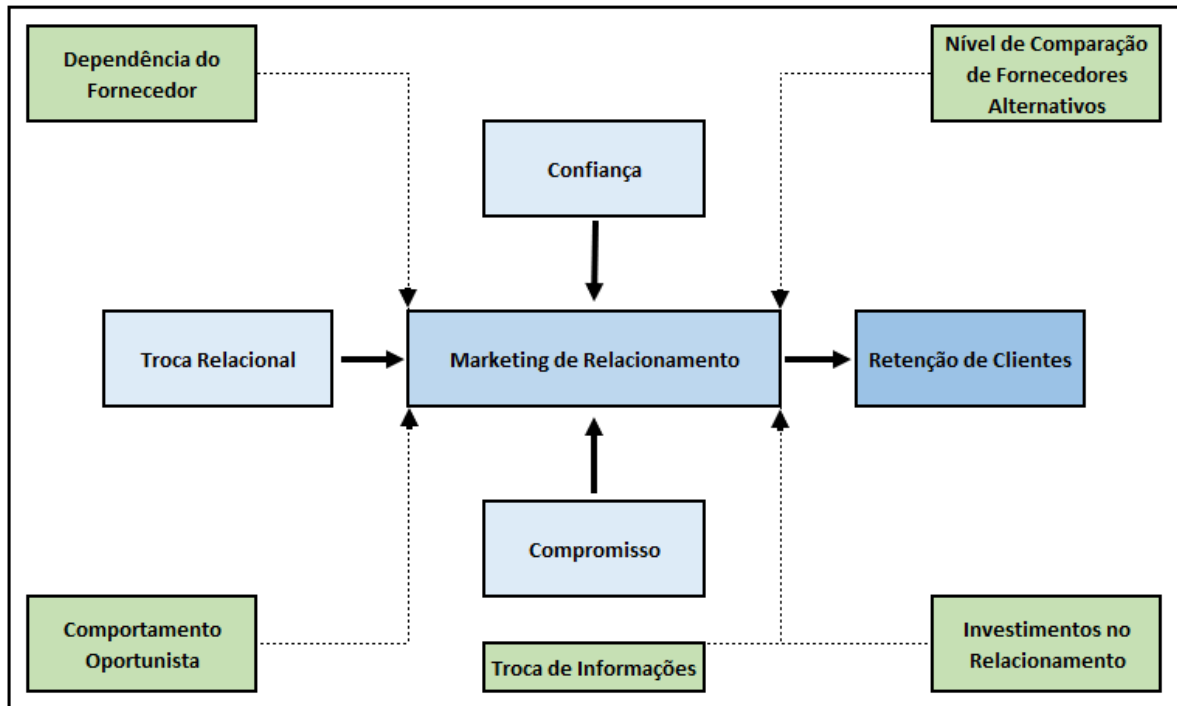 Dependência do
Fornecedor
Nível de Comparação
de Fornecedores
Alternativos
Confiança
Troca Relacional
Marketing de Relacionamento
Retenção de Clientes
Compromisso
Comportamento
Oportunista
Troca de Informações
Investimentos no
Relacionamento